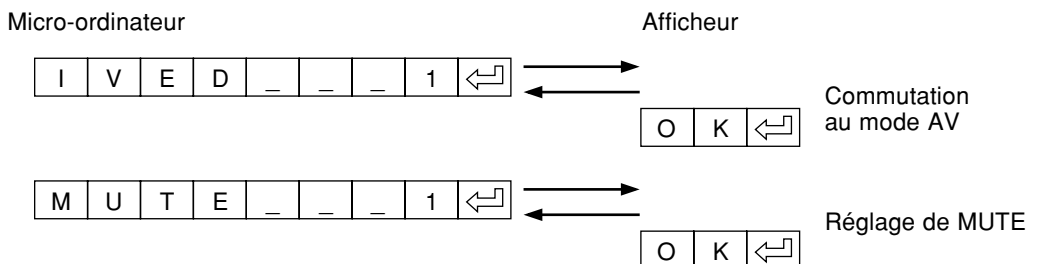 Micro-ordinateur Afficheur
I V E D _ _ _ 1 ⏎
O K ⏎
Commutation
au mode AV
M U T E _ _ _ 1 ⏎
O K ⏎
Réglage de MUTE